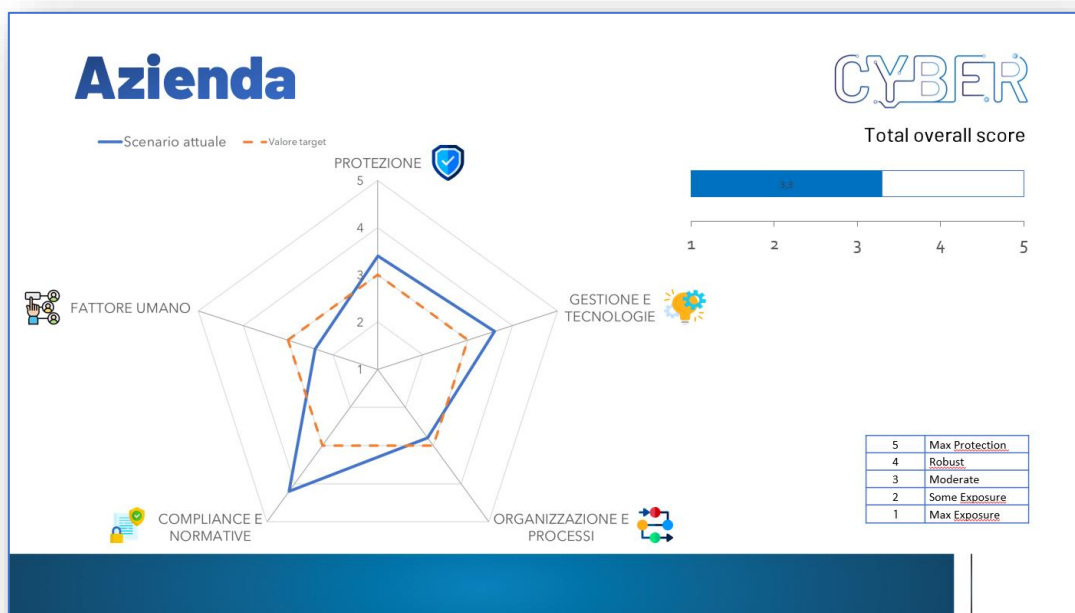 Azienda
CYBER
Total overall score
Scenario attuale
Valore target
3,3
1 2 3 4 5
PROTEZIONE
5
4
3
2
1
GESTIONE E
TECNOLOGIE
FATTORE UMANO
COMPLIANCE E
NORMATIVE
ORGANIZZAZIONE E
PROCESSI
5 Max Protection
4 Robust
3 Moderate
2 Some Exposure
1 Max Exposure